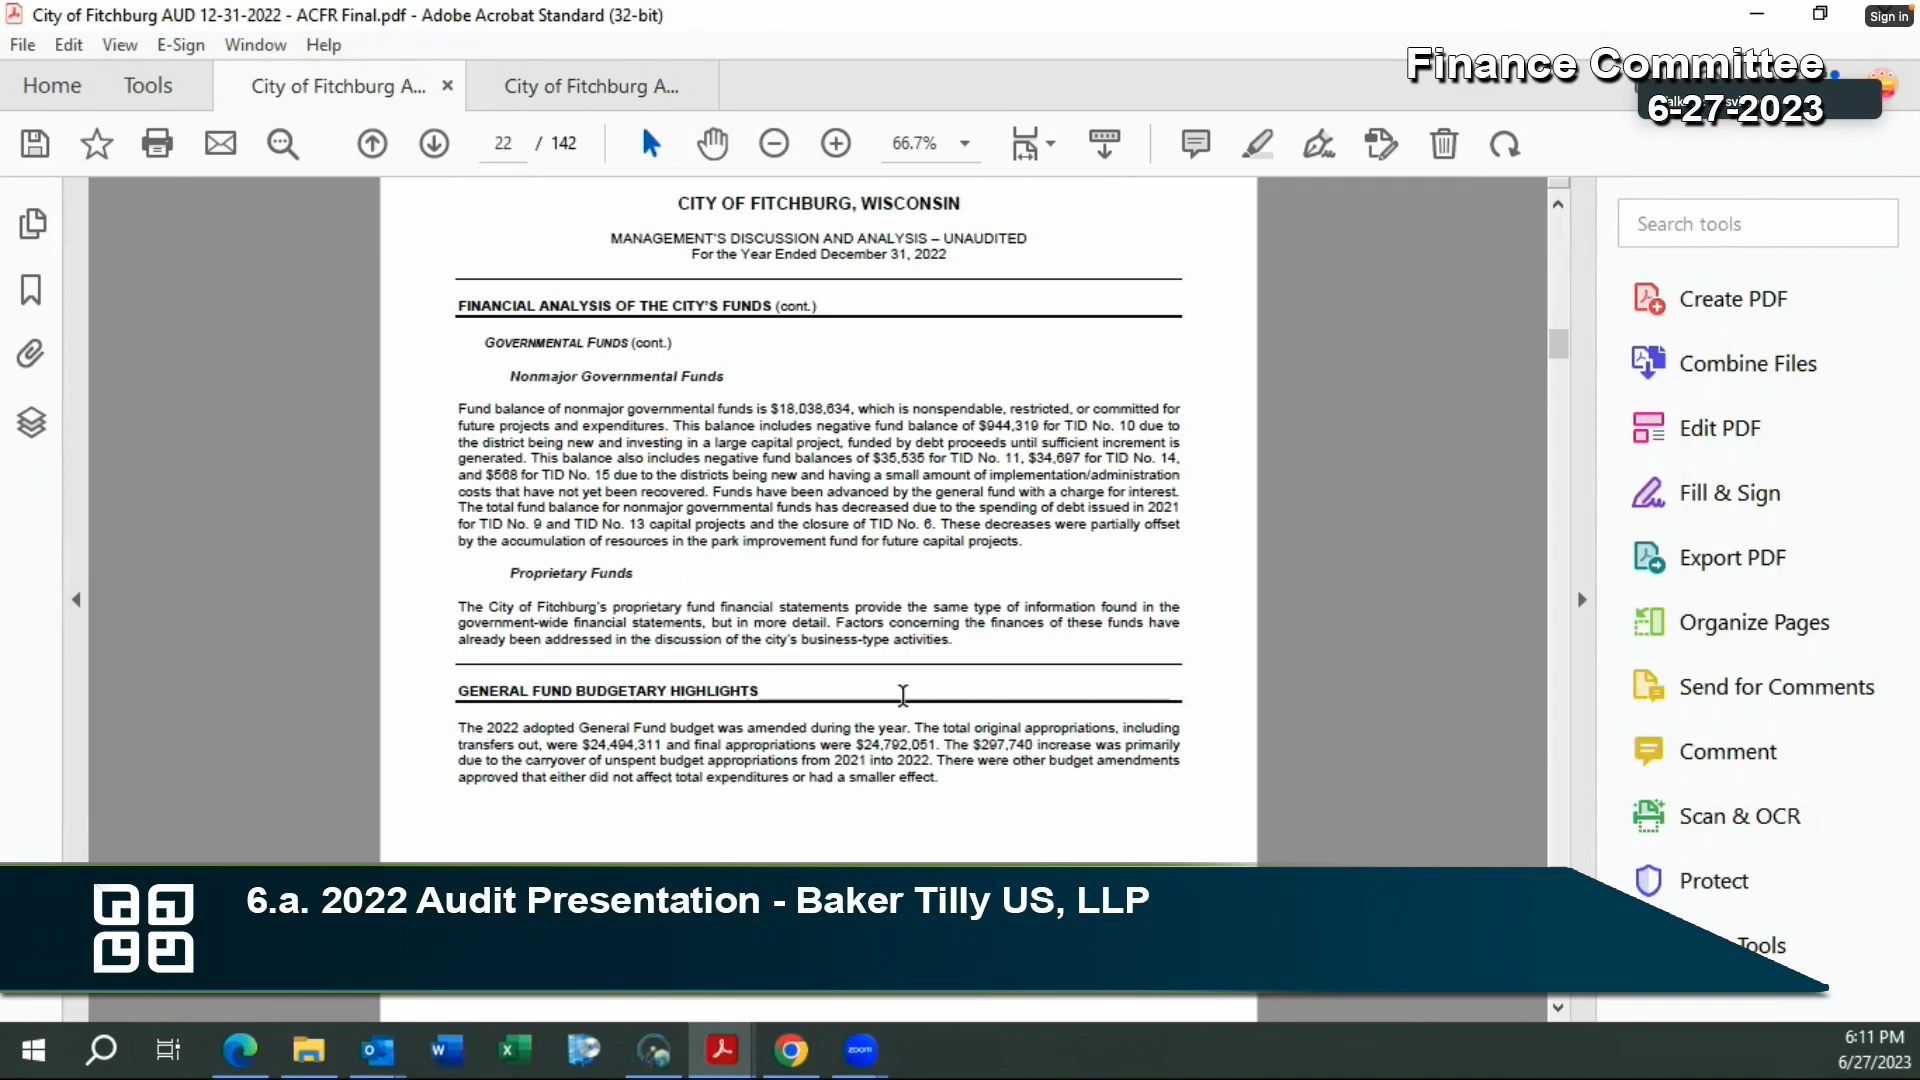 City of Fitchburg AUD 12-31-2022 - ACFR Final.pdf - Adobe Acrobat Standard (32-bit)
Sign in
File Edit View E-Sign Window Help
Finance Committee
6-27-2023
Home Tools City of Fitchburg A... City of Fitchburg A...
22 / 142 66.7%
Search tools
Create PDF
Combine Files
Edit PDF
Fill & Sign
Export PDF
Organize Pages
Send for Comments
Comment
Scan & OCR
Protect
Tools
CITY OF FITCHBURG, WISCONSIN
MANAGEMENT'S DISCUSSION AND ANALYSIS – UNAUDITED
For the Year Ended December 31, 2022
FINANCIAL ANALYSIS OF THE CITY'S FUNDS (cont.)
GOVERNMENTAL FUNDS (cont.)
Nonmajor Governmental Funds
Fund balance of nonmajor governmental funds is $18,038,634, which is nonspendable, restricted, or committed for
future projects and expenditures. This balance includes negative fund balance of $944,319 for TID No. 10 due to
the district being new and investing in a large capital project, funded by debt proceeds until sufficient increment is
generated. This balance also includes negative fund balances of $35,535 for TID No. 11, $34,697 for TID No. 14,
and $568 for TID No. 15 due to the districts being new and having a small amount of implementation/administration
costs that have not yet been recovered. Funds have been advanced by the general fund with a charge for interest.
The total fund balance for nonmajor governmental funds has decreased due to the spending of debt issued in 2021
for TID No. 9 and TID No. 13 capital projects and the closure of TID No. 6. These decreases were partially offset
by the accumulation of resources in the park improvement fund for future capital projects.
Proprietary Funds
The City of Fitchburg's proprietary fund financial statements provide the same type of information found in the
government-wide financial statements, but in more detail. Factors concerning the finances of these funds have
already been addressed in the discussion of the city's business-type activities.
GENERAL FUND BUDGETARY HIGHLIGHTS
The 2022 adopted General Fund budget was amended during the year. The total original appropriations, including
transfers out, were $24,494,311 and final appropriations were $24,792,051. The $297,740 increase was primarily
due to the carryover of unspent budget appropriations from 2021 into 2022. There were other budget amendments
approved that either did not affect total expenditures or had a smaller effect.
6.a. 2022 Audit Presentation - Baker Tilly US, LLP
zoom
6:11 PM
6/27/2023